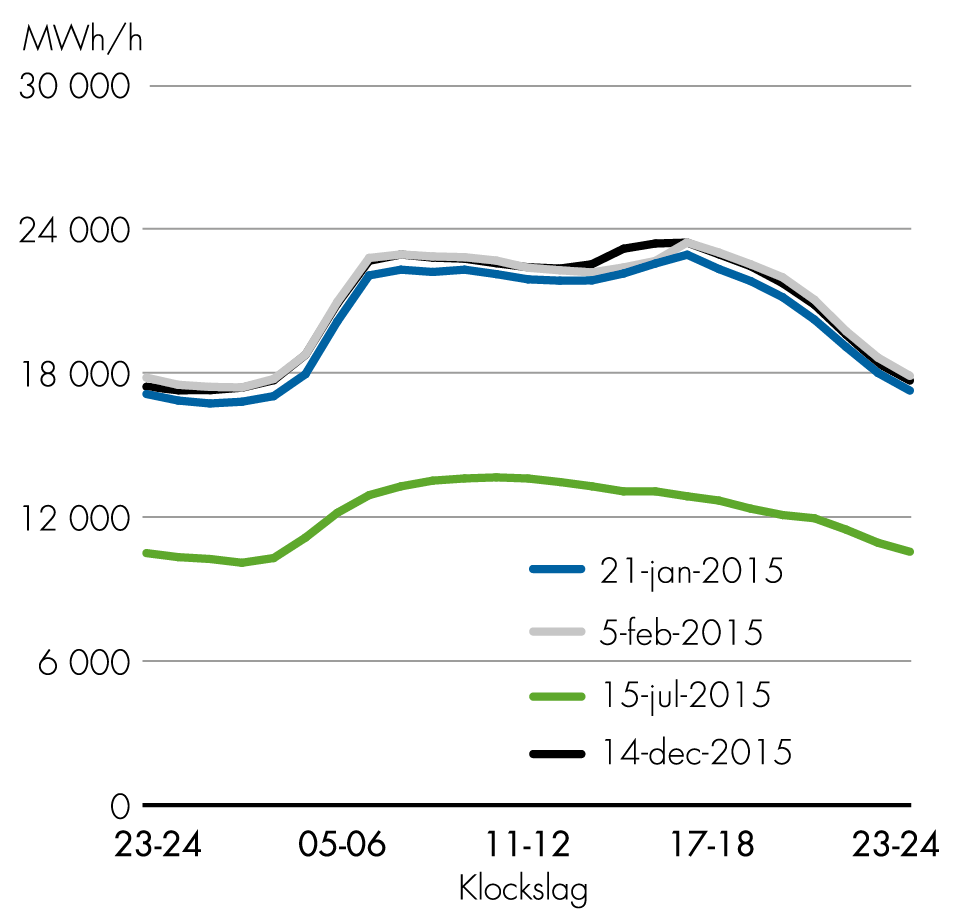 MWh/h
30 000
24 000
18 000
12 000
6 000
0
21-jan-2015
5-feb-2015
15-jul-2015
14-dec-2015
23-24 05-06 11-12 17-18 23-24
Klockslag